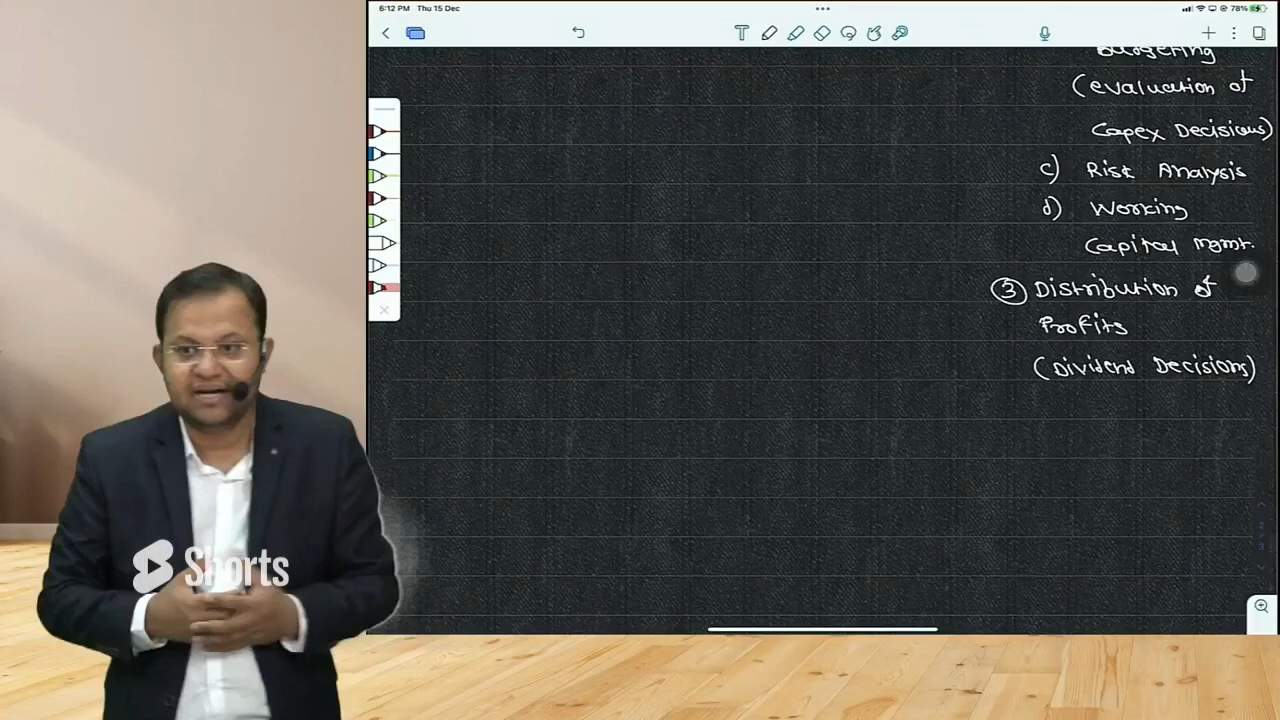 6:12 PM Thu 15 Dec
78%
T
Budgeting
(evaluation of
Capex Decisions)
c) Risk Analysis
d) Working
Capital Mgmt.
③ Distribution of
Profits
(Dividend Decisions)
Shorts